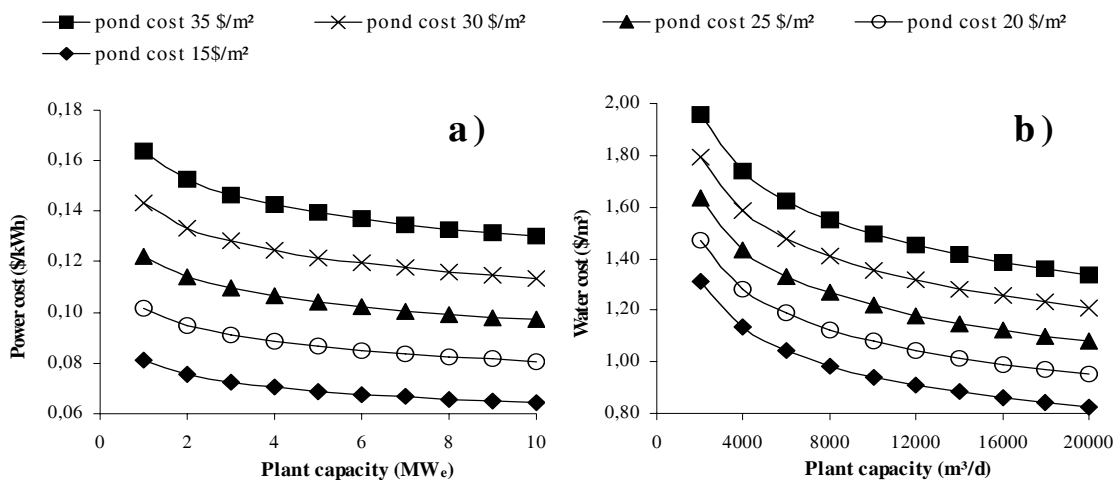 pond cost 35 $/m² pond cost 30 $/m² pond cost 25 $/m² pond cost 20 $/m²
pond cost 15$/m²
a)
Power cost ($/kWh)
0,18
0,16
0,14
0,12
0,10
0,08
0,06
0 2 4 6 8 10
Plant capacity (MWe)
b)
Water cost ($/m³)
2,00
1,80
1,60
1,40
1,20
1,00
0,80
0 4000 8000 12000 16000 20000
Plant capacity (m³/d)